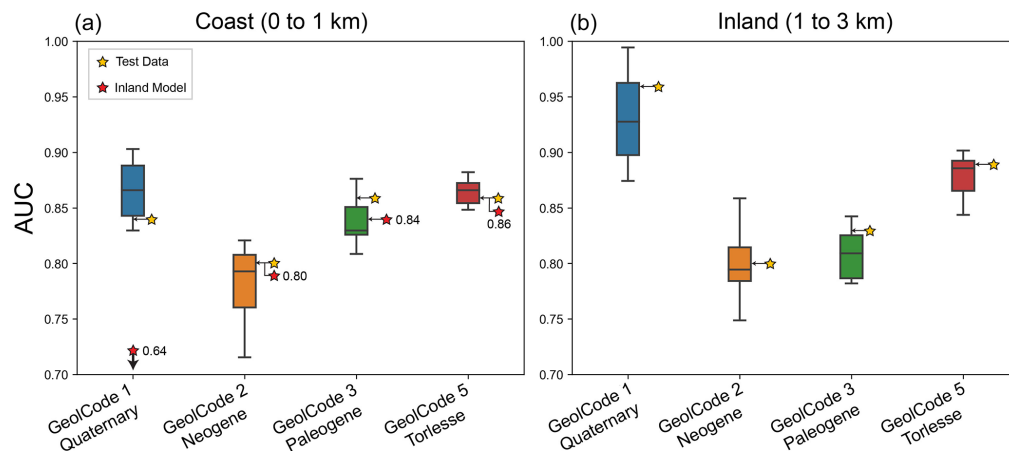 (a) Coast (0 to 1 km)
AUC
1.00
0.95
0.90
0.85
0.80
0.75
0.70
Test Data
Inland Model
0.64
0.80
0.84
0.86
GeolCode 1
Quaternary
GeolCode 2
Neogene
GeolCode 3
Paleogene
GeolCode 5
Torlesse
(b) Inland (1 to 3 km)
1.00
0.95
0.90
0.85
0.80
0.75
0.70
GeolCode 1
Quaternary
GeolCode 2
Neogene
GeolCode 3
Paleogene
GeolCode 5
Torlesse